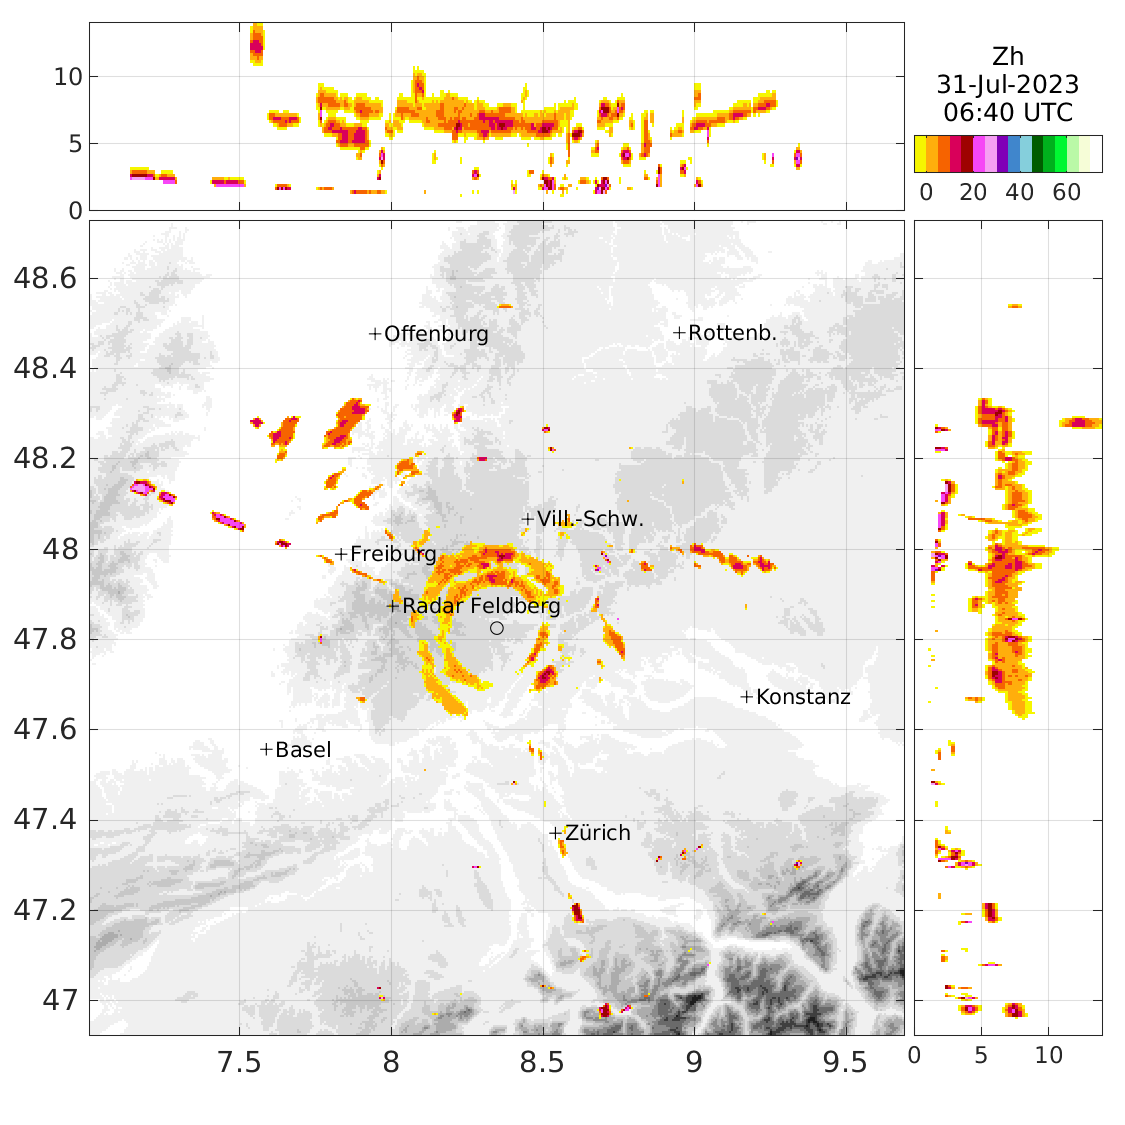 10
5
0
Zh
31-Jul-2023
06:40 UTC
0 20 40 60
48.6
48.4
48.2
48
47.8
47.6
47.4
47.2
47
+Offenburg
+Rottenb.
+Vill.-Schw.
+Freiburg
+Radar Feldberg
+Konstanz
+Basel
+Zürich
7.5 8 8.5 9 9.5
0 5 10